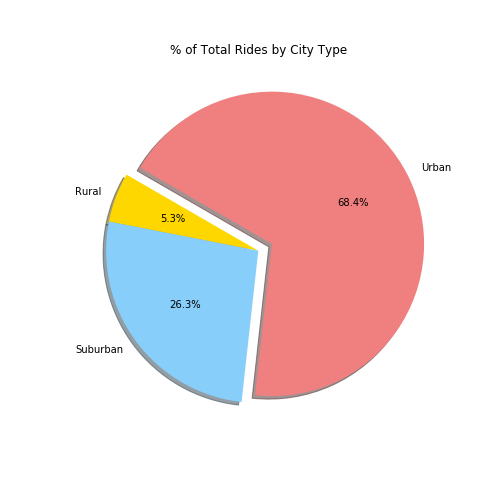 % of Total Rides by City Type
Urban
68.4%
Rural
5.3%
26.3%
Suburban